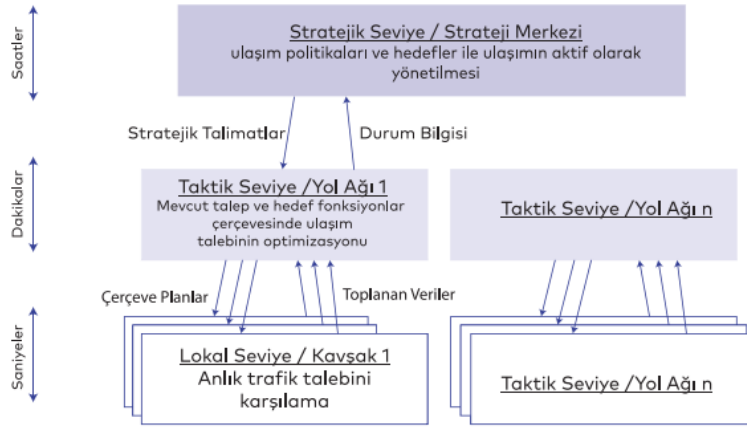 Saatler
Stratejik Seviye / Strateji Merkezi
ulaşım politikaları ve hedefler ile ulaşımın aktif olarak
yönetilmesi
Stratejik Talimatlar
Durum Bilgisi
Dakikalar
Taktik Seviye /Yol Ağı 1
Mevcut talep ve hedef fonksiyonlar
çerçevesinde ulaşım
talebinin optimizasyonu
Taktik Seviye /Yol Ağı n
Çerçeve Planlar
Toplanan Veriler
Saniyeler
Lokal Seviye / Kavşak 1
Anlık trafik talebini
karşılama
Taktik Seviye /Yol Ağı n